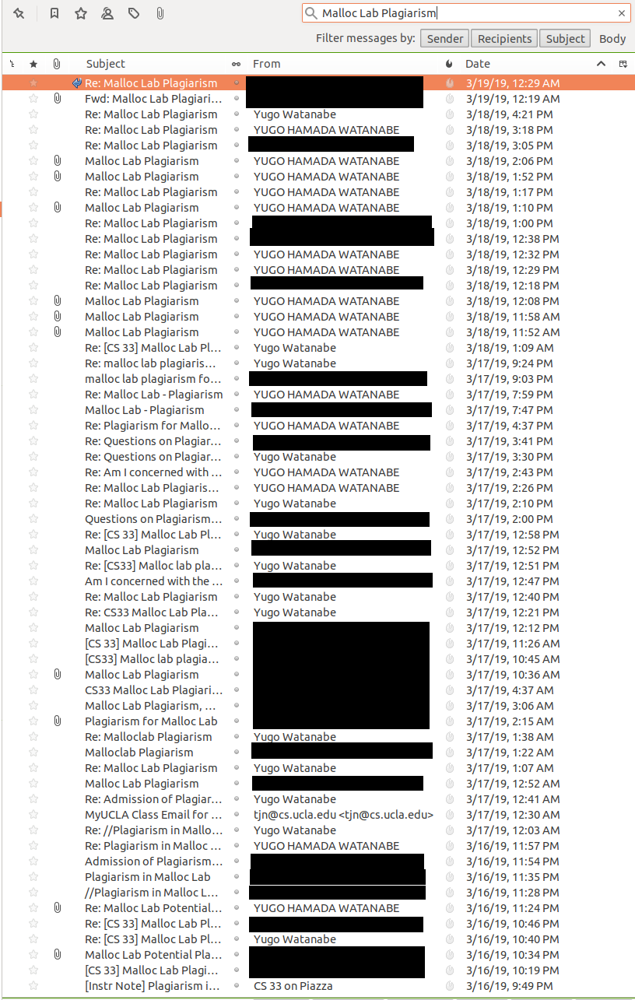 Malloc Lab Plagiarism
Filter messages by: Sender Recipients Subject Body
Subject From Date
Re: Malloc Lab Plagiarism 3/19/19, 12:29 AM
Fwd: Malloc Lab Plagiari... 3/19/19, 12:19 AM
Re: Malloc Lab Plagiarism Yugo Watanabe 3/18/19, 4:21 PM
Re: Malloc Lab Plagiarism YUGO HAMADA WATANABE 3/18/19, 3:18 PM
Re: Malloc Lab Plagiarism 3/18/19, 3:05 PM
Malloc Lab Plagiarism YUGO HAMADA WATANABE 3/18/19, 2:06 PM
Malloc Lab Plagiarism YUGO HAMADA WATANABE 3/18/19, 1:52 PM
Re: Malloc Lab Plagiarism YUGO HAMADA WATANABE 3/18/19, 1:17 PM
Malloc Lab Plagiarism YUGO HAMADA WATANABE 3/18/19, 1:10 PM
Re: Malloc Lab Plagiarism 3/18/19, 1:00 PM
Re: Malloc Lab Plagiarism 3/18/19, 12:38 PM
Re: Malloc Lab Plagiarism YUGO HAMADA WATANABE 3/18/19, 12:32 PM
Re: Malloc Lab Plagiarism YUGO HAMADA WATANABE 3/18/19, 12:29 PM
Re: Malloc Lab Plagiarism 3/18/19, 12:18 PM
Malloc Lab Plagiarism YUGO HAMADA WATANABE 3/18/19, 12:08 PM
Malloc Lab Plagiarism YUGO HAMADA WATANABE 3/18/19, 11:58 AM
Malloc Lab Plagiarism YUGO HAMADA WATANABE 3/18/19, 11:52 AM
Re: [CS 33] Malloc Lab Pl... Yugo Watanabe 3/18/19, 1:09 AM
Re: malloc lab plagiaris... Yugo Watanabe 3/17/19, 9:24 PM
malloc lab plagiarism fo... 3/17/19, 9:03 PM
Re: Malloc Lab - Plagiarism YUGO HAMADA WATANABE 3/17/19, 7:59 PM
Malloc Lab - Plagiarism 3/17/19, 7:47 PM
Re: Plagiarism for Mallo... YUGO HAMADA WATANABE 3/17/19, 4:37 PM
Re: Questions on Plagiar... 3/17/19, 3:41 PM
Re: Questions on Plagiar... Yugo Watanabe 3/17/19, 3:30 PM
Re: Am I concerned with ... YUGO HAMADA WATANABE 3/17/19, 2:43 PM
Re: Malloc Lab Plagiaris... YUGO HAMADA WATANABE 3/17/19, 2:26 PM
Re: Malloc Lab Plagiarism Yugo Watanabe 3/17/19, 2:10 PM
Questions on Plagiarism... 3/17/19, 2:00 PM
Re: [CS 33] Malloc Lab Pl... Yugo Watanabe 3/17/19, 12:58 PM
Malloc Lab Plagiarism 3/17/19, 12:52 PM
Re: [CS33] Malloc lab pla... Yugo Watanabe 3/17/19, 12:51 PM
Am I concerned with the ... 3/17/19, 12:47 PM
Re: Malloc Lab Plagiarism Yugo Watanabe 3/17/19, 12:40 PM
Re: CS33 Malloc Lab Pla... Yugo Watanabe 3/17/19, 12:21 PM
Malloc Lab Plagiarism 3/17/19, 12:12 PM
[CS 33] Malloc Lab Plagi... 3/17/19, 11:26 AM
[CS33] Malloc lab plagia... 3/17/19, 10:45 AM
Malloc Lab Plagiarism 3/17/19, 10:36 AM
CS33 Malloc Lab Plagiari... 3/17/19, 4:37 AM
Malloc Lab Plagiarism, ... 3/17/19, 3:06 AM
Plagiarism for Malloc Lab 3/17/19, 2:15 AM
Re: Malloclab Plagiarism Yugo Watanabe 3/17/19, 1:38 AM
Malloclab Plagiarism 3/17/19, 1:22 AM
Re: Malloc Lab Plagiarism Yugo Watanabe 3/17/19, 1:07 AM
Malloc Lab Plagiarism 3/17/19, 12:52 AM
Re: Admission of Plagiar... Yugo Watanabe 3/17/19, 12:41 AM
MyUCLA Class Email for ... tjn@cs.ucla.edu <tjn@cs.ucla.edu> 3/17/19, 12:30 AM
Re: //Plagiarism in Mallo... Yugo Watanabe 3/17/19, 12:03 AM
Re: Plagiarism in Malloc ... YUGO HAMADA WATANABE 3/16/19, 11:57 PM
Admission of Plagiarism... 3/16/19, 11:54 PM
Plagiarism in Malloc Lab 3/16/19, 11:35 PM
//Plagiarism in Malloc L... 3/16/19, 11:28 PM
Re: Malloc Lab Potential... YUGO HAMADA WATANABE 3/16/19, 11:24 PM
Re: [CS 33] Malloc Lab Pl... 3/16/19, 10:46 PM
Re: [CS 33] Malloc Lab Pl... Yugo Watanabe 3/16/19, 10:40 PM
Malloc Lab Potential Pla... 3/16/19, 10:34 PM
[CS 33] Malloc Lab Plagi... 3/16/19, 10:19 PM
[Instr Note] Plagiarism i... CS 33 on Piazza 3/16/19, 9:49 PM